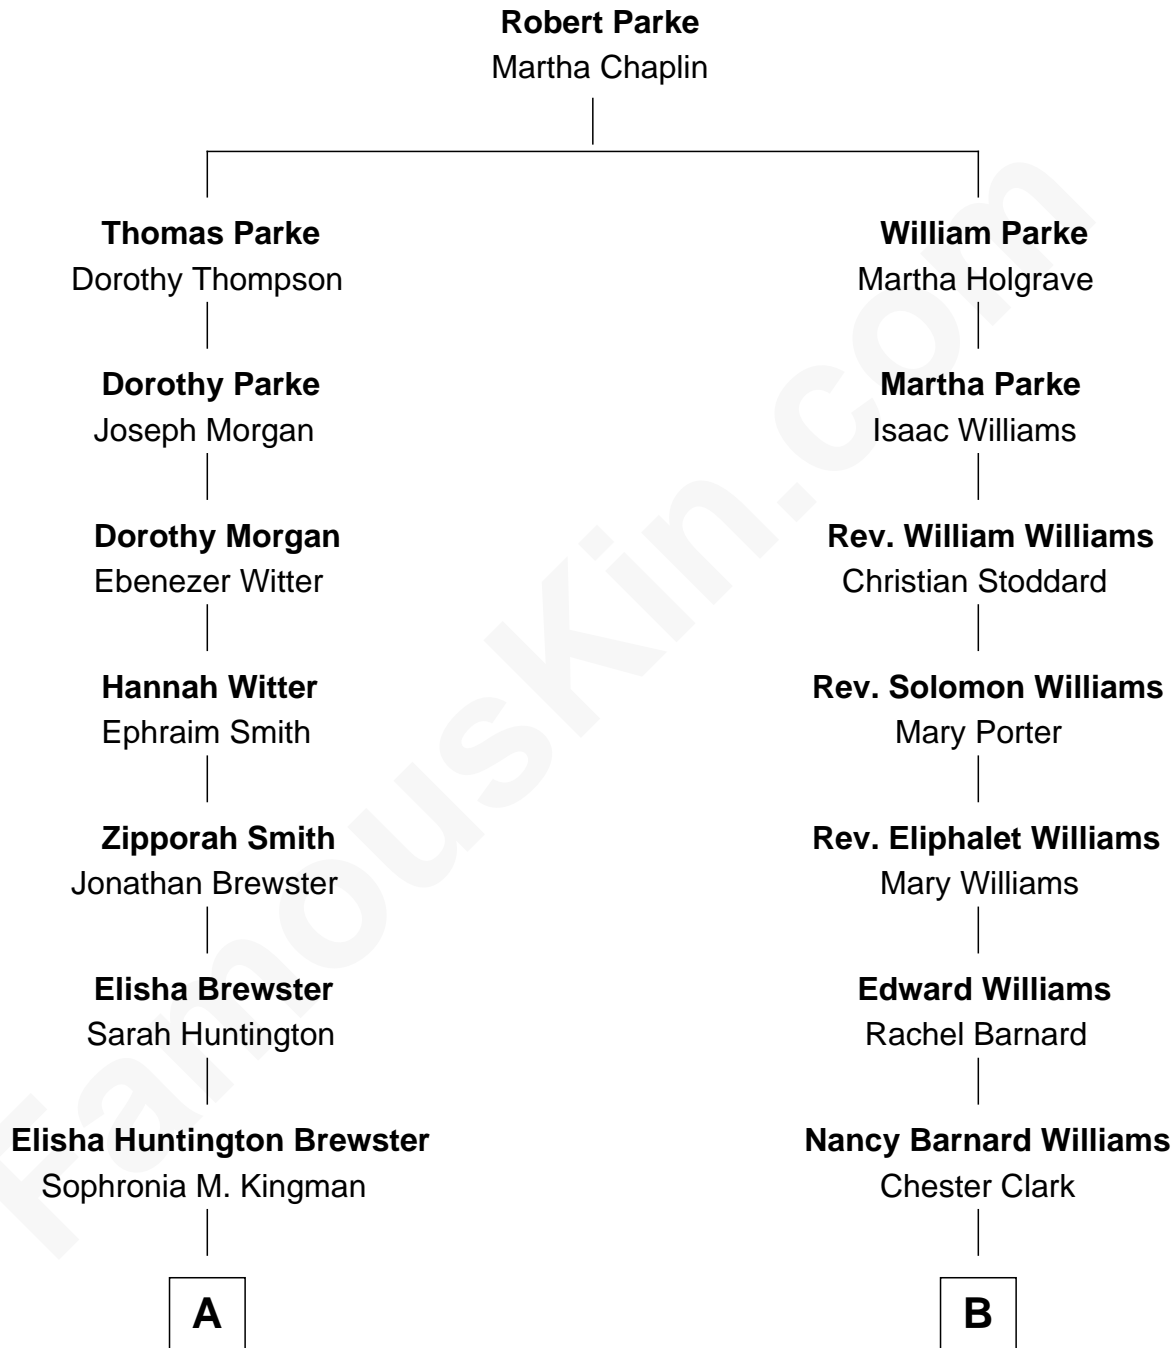 Robert Parke
Martha Chaplin
Thomas Parke
Dorothy Thompson
William Parke
Martha Holgrave
Dorothy Parke
Joseph Morgan
Martha Parke
Isaac Williams
Dorothy Morgan
Ebenezer Witter
Rev. William Williams
Christian Stoddard
Hannah Witter
Ephraim Smith
Rev. Solomon Williams
Mary Porter
Zipporah Smith
Jonathan Brewster
Rev. Eliphalet Williams
Mary Williams
Elisha Brewster
Sarah Huntington
Edward Williams
Rachel Barnard
Elisha Huntington Brewster
Sophronia M. Kingman
Nancy Barnard Williams
Chester Clark
A
B
FamousKin.com